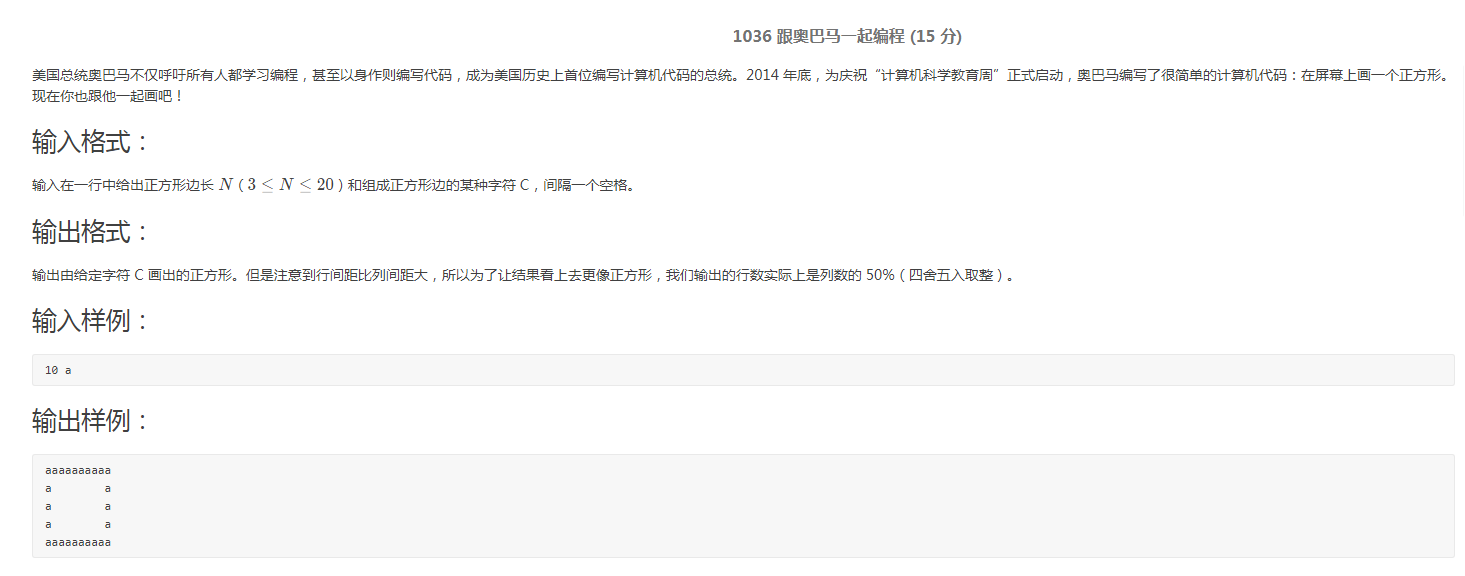 1036 跟奥巴马一起编程 (15 分)
美国总统奥巴马不仅呼吁所有人都学习编程，甚至以身作则编写代码，成为美国历史上首位编写计算机代码的总统。2014 年底，为庆祝“计算机科学教育周”正式启动，奥巴马编写了很简单的计算机代码：在屏幕上画一个正方形。
现在你也跟他一起画吧！
输入格式：
输入在一行中给出正方形边长 N（3 ≤ N ≤ 20）和组成正方形边的某种字符 C，间隔一个空格。
输出格式：
输出由给定字符 C 画出的正方形。但是注意到行间距比列间距大，所以为了让结果看上去更像正方形，我们输出的行数实际上是列数的 50%（四舍五入取整）。
输入样例：
10 a
输出样例：
aaaaaaaaaa
a        a
a        a
a        a
aaaaaaaaaa